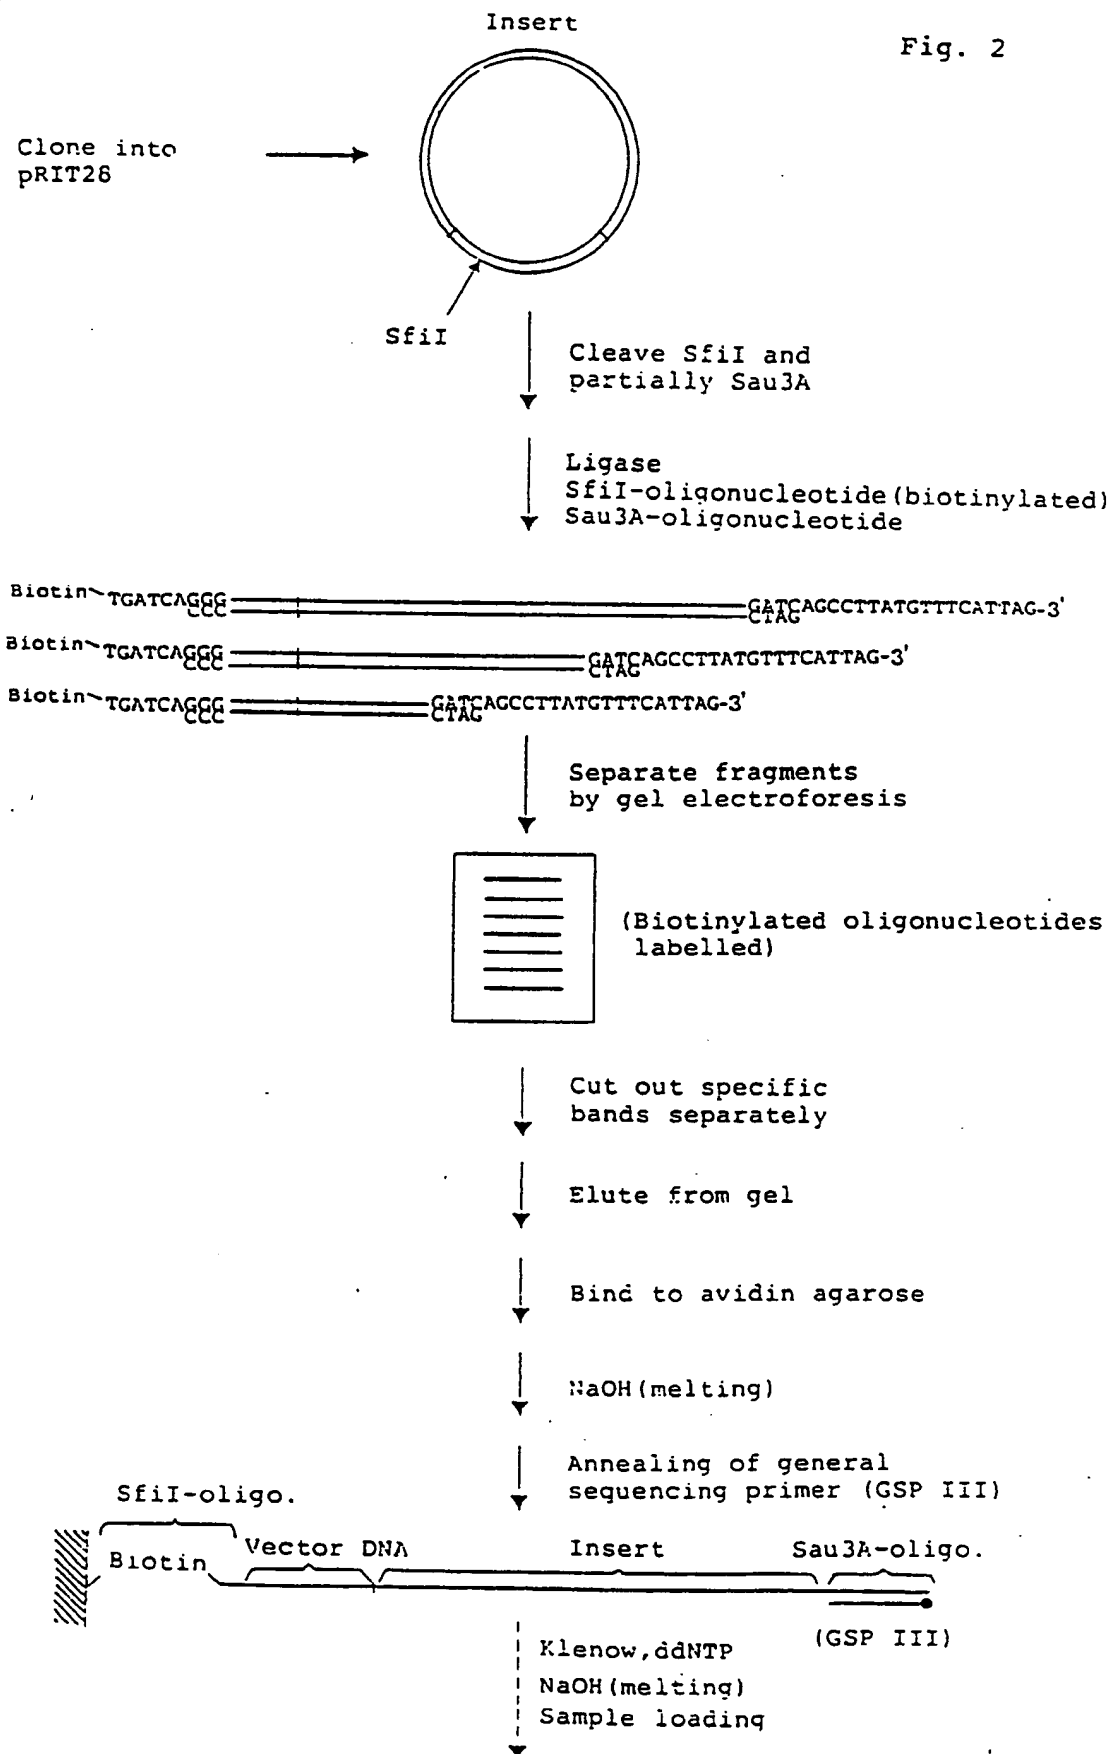 Insert
Fig. 2
Clone into
pRIT28
SfiI
Cleave SfiI and
partially Sau3A
Ligase
SfiI-oligonucleotide(biotinylated)
Sau3A-oligonucleotide
Biotin~TGATCAGGG GATCAGCCTTATGTTTCATTAG-3'
CCC CTAG
Biotin~TGATCAGGG GATCAGCCTTATGTTTCATTAG-3'
CCC CTAG
Biotin~TGATCAGGG GATCAGCCTTATGTTTCATTAG-3'
CCC CTAG
Separate fragments
by gel electroforesis
(Biotinylated oligonucleotides
labelled)
Cut out specific
bands separately
Elute from gel
Bind to avidin agarose
NaOH(melting)
Annealing of general
sequencing primer (GSP III)
SfiI-oligo.
Biotin Vector DNA Insert Sau3A-oligo.
(GSP III)
Klenow,ddNTP
NaOH(melting)
Sample loading